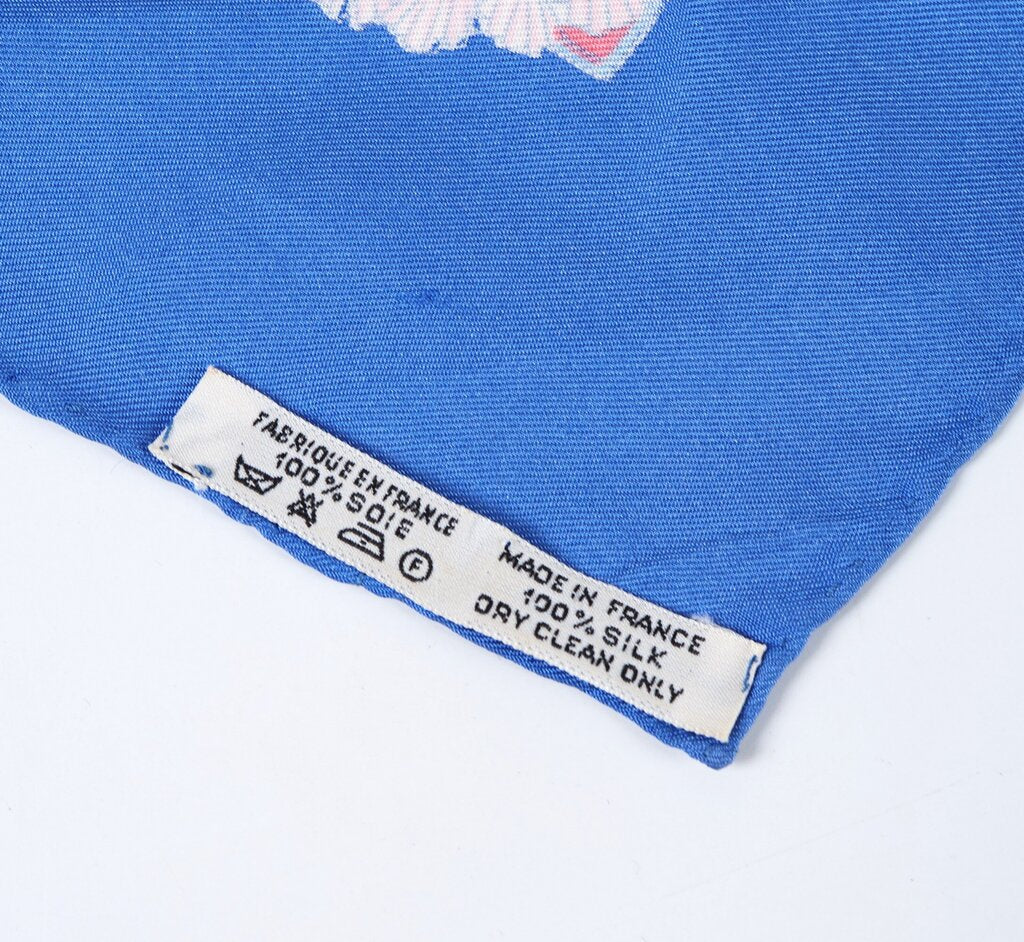 FABRIQUE EN FRANCE
100% SOIE
F
MADE IN FRANCE
100% SILK
DRY CLEAN ONLY